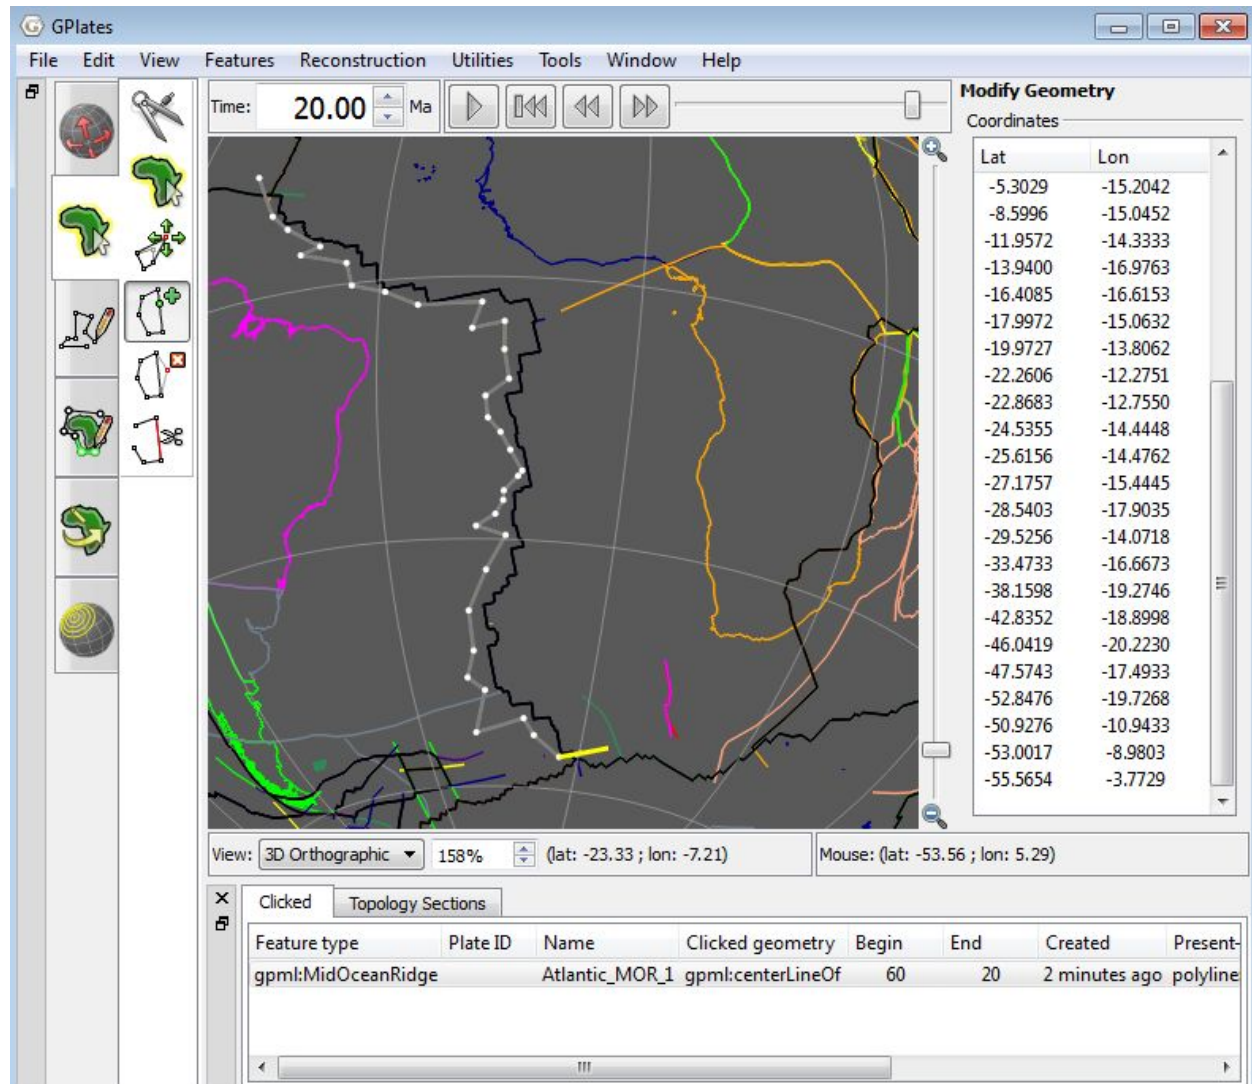 GPlates
File Edit View Features Reconstruction Utilities Tools Window Help
Time: 20.00 Ma
Modify Geometry
Coordinates
Lat Lon
-5.3029 -15.2042
-8.5996 -15.0452
-11.9572 -14.3333
-13.9400 -16.9763
-16.4085 -16.6153
-17.9972 -15.0632
-19.9727 -13.8062
-22.2606 -12.2751
-22.8683 -12.7550
-24.5355 -14.4448
-25.6156 -14.4762
-27.1757 -15.4445
-28.5403 -17.9035
-29.5256 -14.0718
-33.4733 -16.6673
-38.1598 -19.2746
-42.8352 -18.8998
-46.0419 -20.2230
-47.5743 -17.4933
-52.8476 -19.7268
-50.9276 -10.9433
-53.0017 -8.9803
-55.5654 -3.7729
View: 3D Orthographic 158% (lat: -23.33 ; lon: -7.21) Mouse: (lat: -53.56 ; lon: 5.29)
Clicked Topology Sections
Feature type Plate ID Name Clicked geometry Begin End Created Present-
gpml:MidOceanRidge Atlantic_MOR_1 gpml:centerLineOf 60 20 2 minutes ago polyline